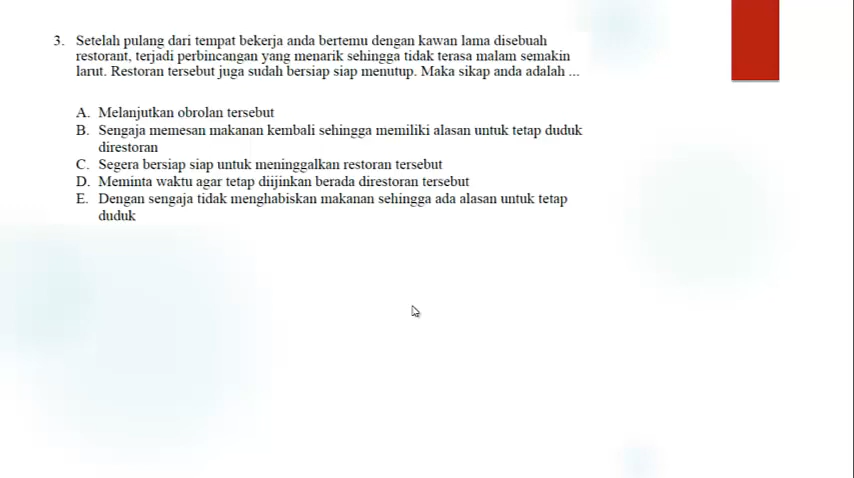 3. Setelah pulang dari tempat bekerja anda bertemu dengan kawan lama disebuah
restorant, terjadi perbincangan yang menarik sehingga tidak terasa malam semakin
larut. Restoran tersebut juga sudah bersiap siap menutup. Maka sikap anda adalah ...
A. Melanjutkan obrolan tersebut
B. Sengaja memesan makanan kembali sehingga memiliki alasan untuk tetap duduk
direstoran
C. Segera bersiap siap untuk meninggalkan restoran tersebut
D. Meminta waktu agar tetap diijinkan berada direstoran tersebut
E. Dengan sengaja tidak menghabiskan makanan sehingga ada alasan untuk tetap
duduk